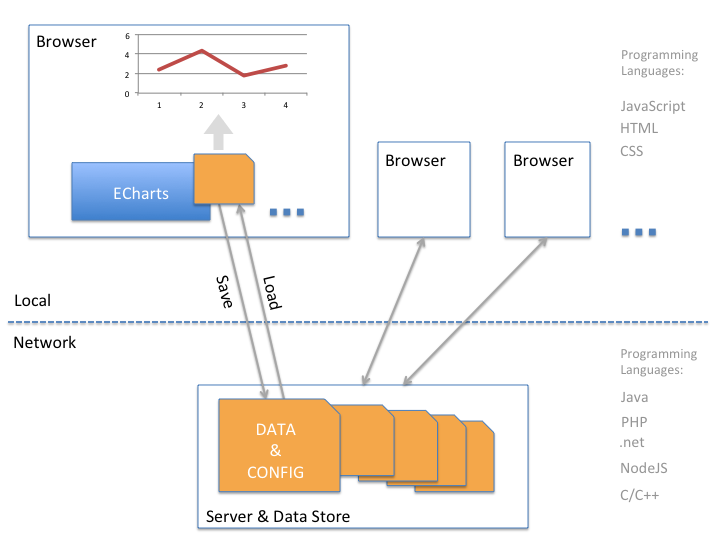 Browser
6
4
2
0
1 2 3 4
ECharts
Browser
Browser
Programming
Languages:
JavaScript
HTML
CSS
Save
Load
Local
Network
DATA
&
CONFIG
Server & Data Store
Programming
Languages:
Java
PHP
.net
NodeJS
C/C++